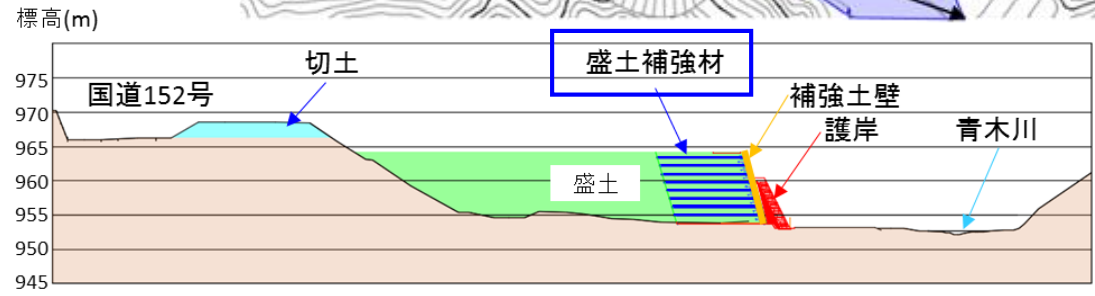 標高(m)
切土
盛土補強材
国道152号
補強土壁
護岸
青木川
盛土
975
970
965
960
955
950
945